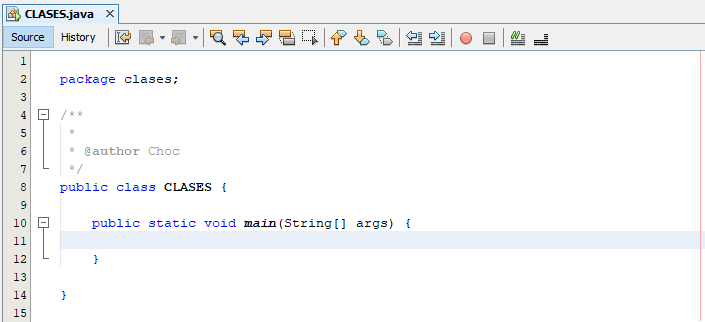 CLASES.java
Source History
1
2 package clases;
3
4 /**
5 *
6 * @author Choc
7 */
8 public class CLASES {
9
10 public static void main(String[] args) {
11
12 }
13
14 }
15